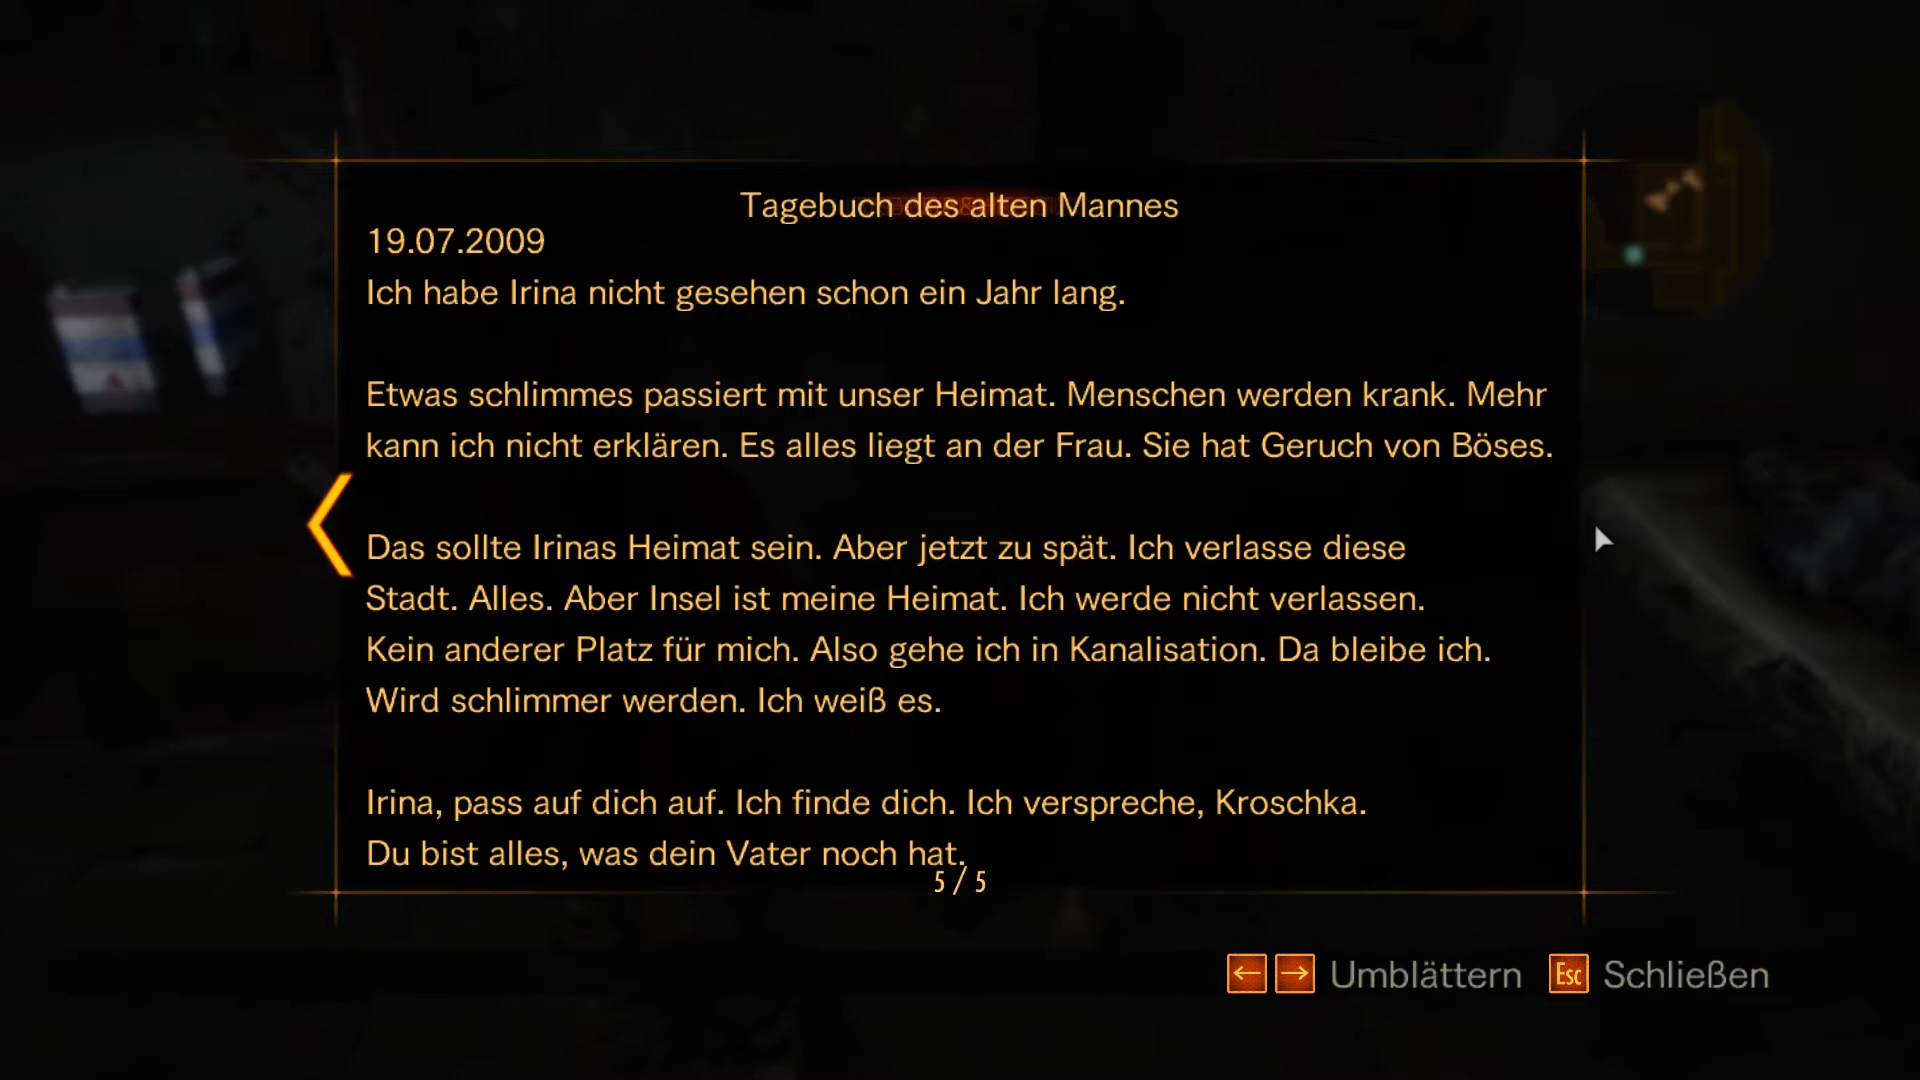 Tagebuch des alten Mannes
19.07.2009
Ich habe Irina nicht gesehen schon ein Jahr lang.
Etwas schlimmes passiert mit unser Heimat. Menschen werden krank. Mehr
kann ich nicht erklären. Es alles liegt an der Frau. Sie hat Geruch von Böses.
Das sollte Irinas Heimat sein. Aber jetzt zu spät. Ich verlasse diese
Stadt. Alles. Aber Insel ist meine Heimat. Ich werde nicht verlassen.
Kein anderer Platz für mich. Also gehe ich in Kanalisation. Da bleibe ich.
Wird schlimmer werden. Ich weiß es.
Irina, pass auf dich auf. Ich finde dich. Ich verspreche, Kroschka.
Du bist alles, was dein Vater noch hat.
5/5
← → Umblättern Esc Schließen